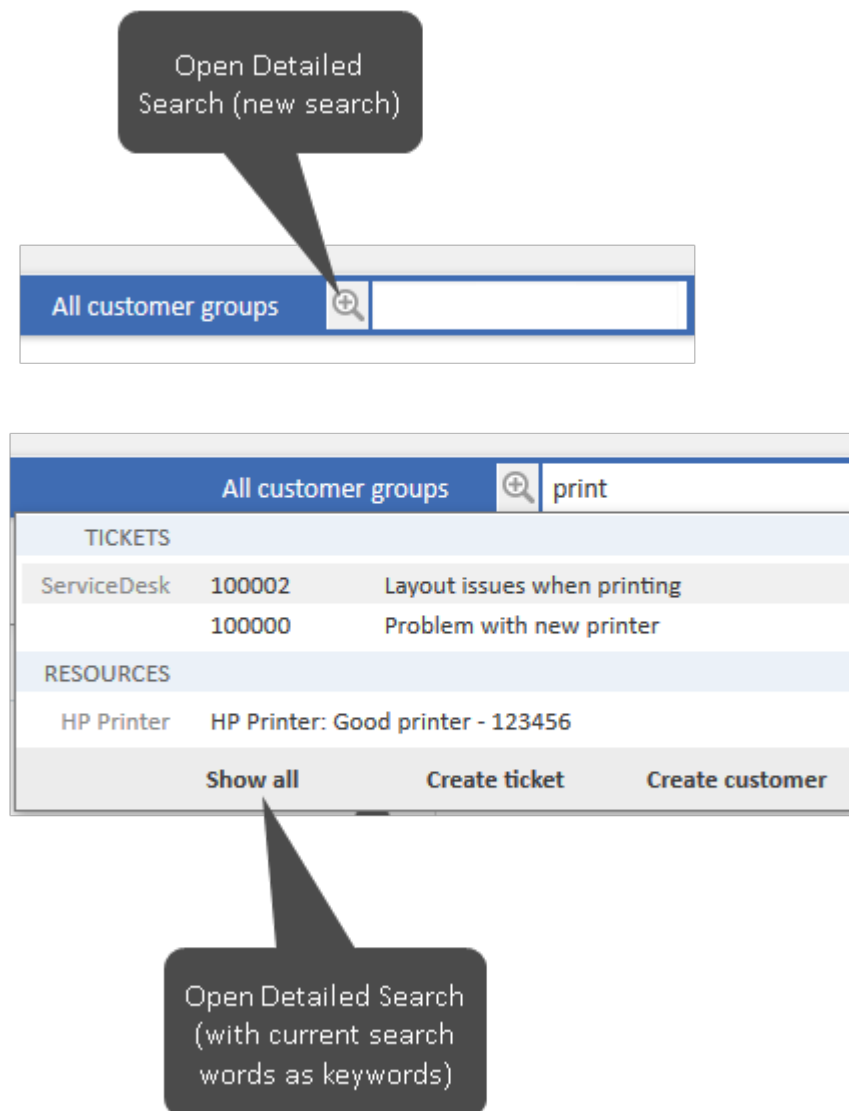 Open Detailed
Search (new search)
All customer groups
All customer groups print
TICKETS
ServiceDesk 100002 Layout issues when printing
100000 Problem with new printer
RESOURCES
HP Printer HP Printer: Good printer - 123456
Show all Create ticket Create customer
Open Detailed Search
(with current search
words as keywords)